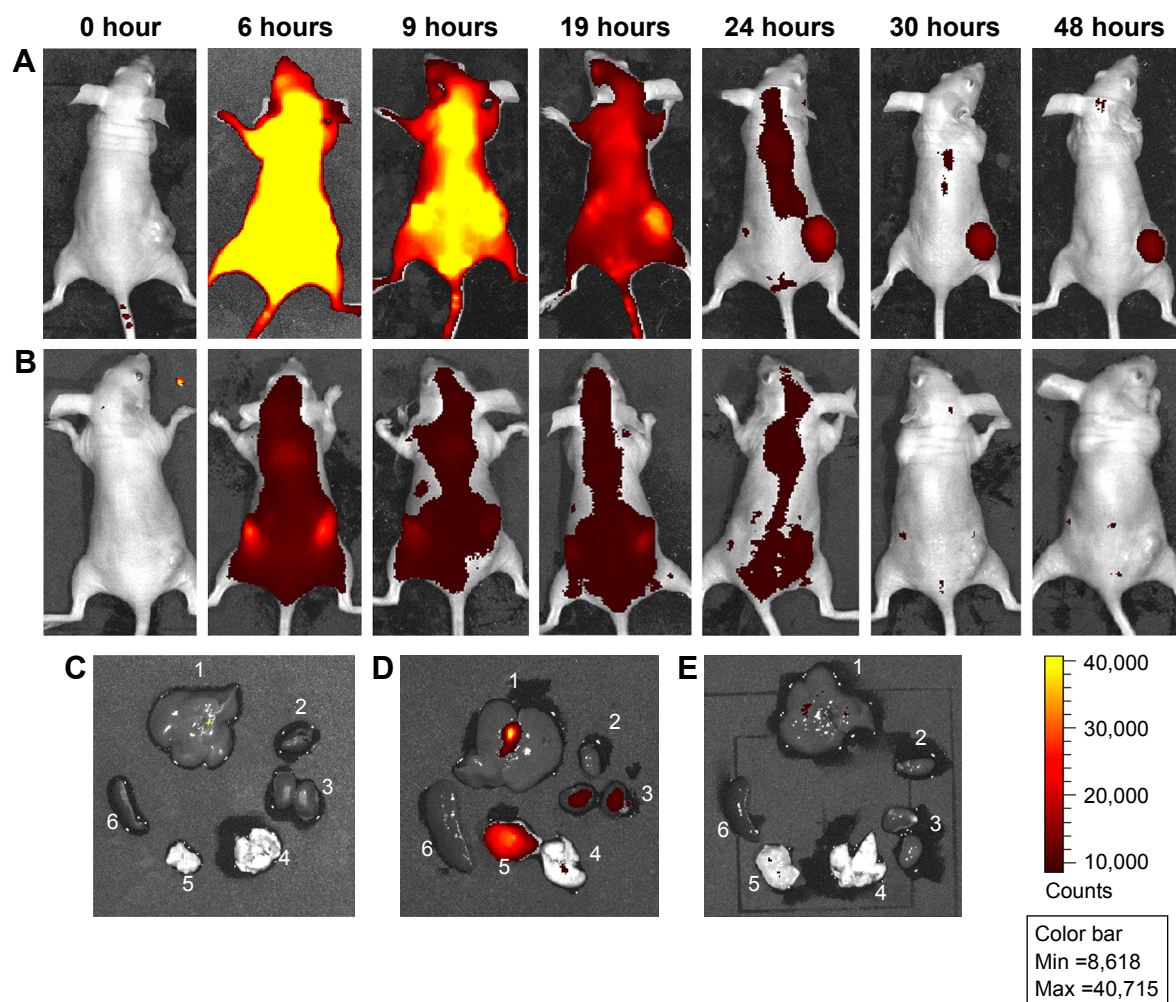 0 hour 6 hours 9 hours 19 hours 24 hours 30 hours 48 hours
A
B
C 1 2 3 4 5 6
D 1 2 3 4 5 6
E 1 2 3 4 5 6
40,000
30,000
20,000
10,000
Counts
Color bar
Min =8,618
Max =40,715